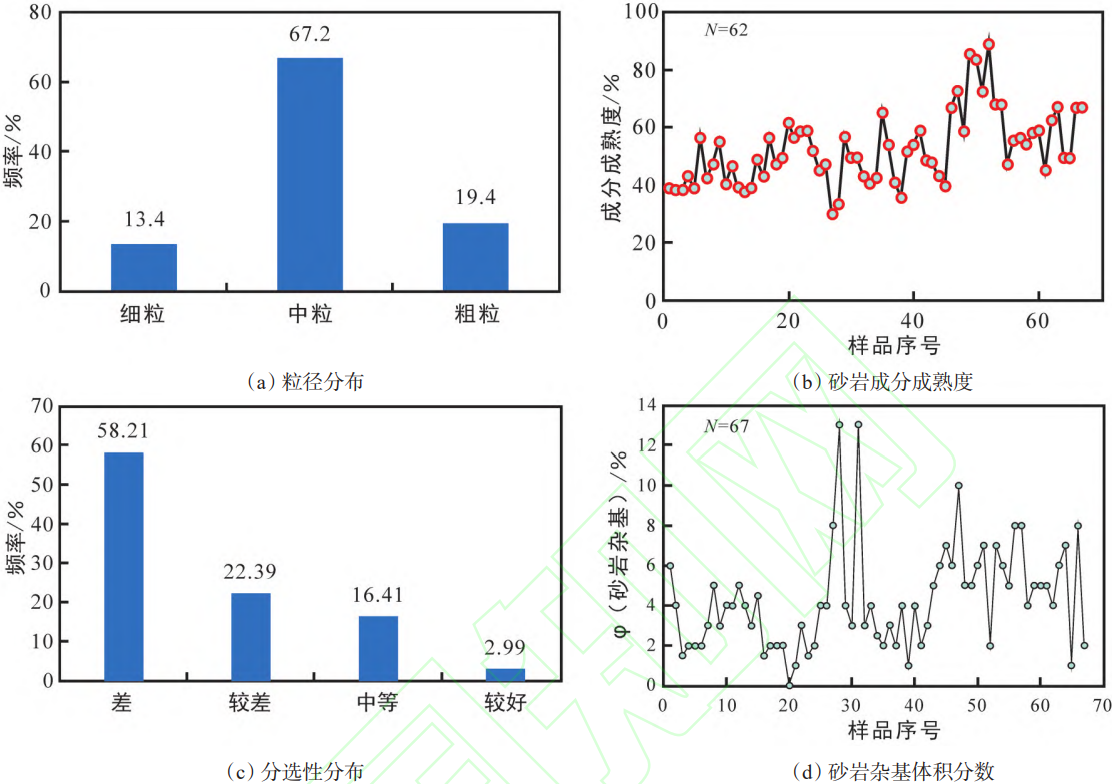 80
60
40
20
0
频率/%
67.2
13.4
19.4
细粒
中粒
粗粒
(a)粒径分布
100
80
60
40
20
0
成分成熟度/%
N=62
0
20
40
60
样品序号
(b)砂岩成分成熟度
70
60
50
40
30
20
10
0
频率/%
58.21
22.39
16.41
2.99
差
较差
中等
较好
(c)分选性分布
14
12
10
8
6
4
2
0
φ(砂岩杂基)/%
N=67
0
10
20
30
40
50
60
70
样品序号
(d)砂岩杂基体积分数